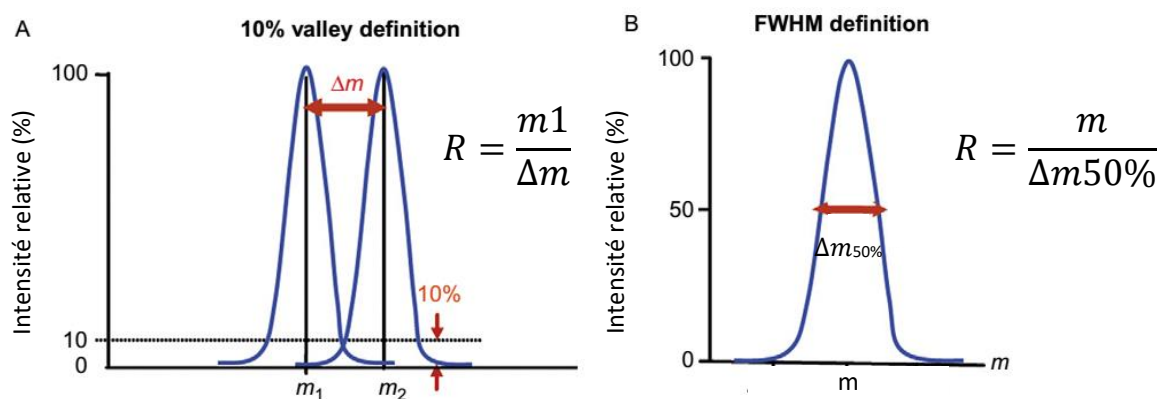 A
10% valley definition
Intensité relative (%)
100
10
0
Δm
R = m1 / Δm
10%
m₁
m₂
B
FWHM definition
Intensité relative (%)
100
50
0
Δm50%
R = m / Δm50%
m
m